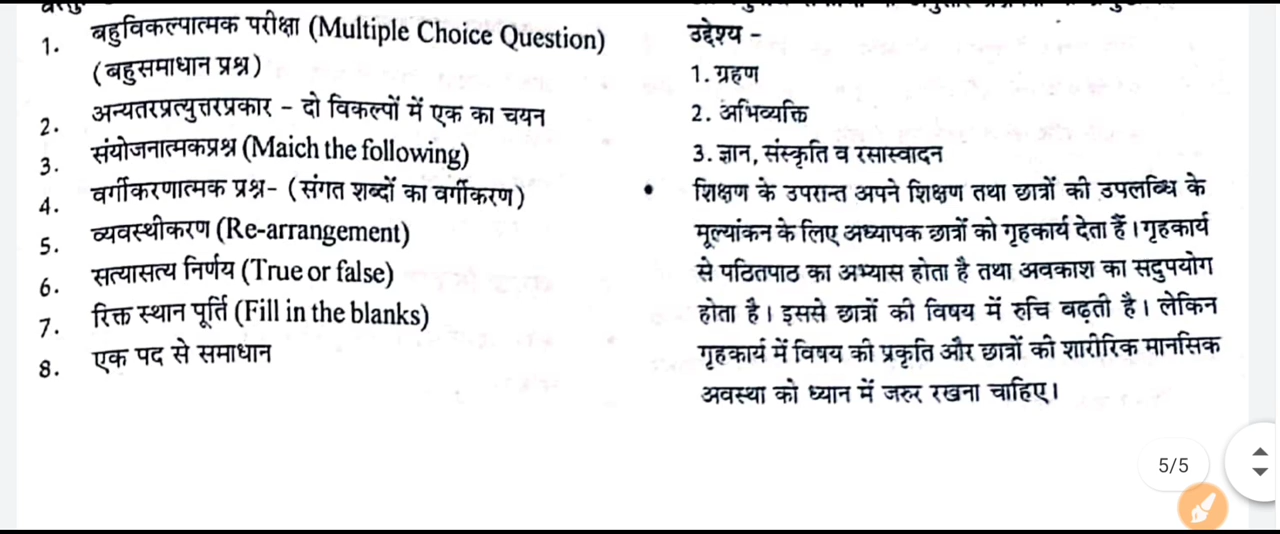 1. बहुविकल्पात्मक परीक्षा (Multiple Choice Question)
(बहुसमाधान प्रश्न)
2. अन्यतरप्रत्युत्तरप्रकार - दो विकल्पों में एक का चयन
3. संयोजनात्मकप्रश्न (Maich the following)
4. वर्गीकरणात्मक प्रश्न- (संगत शब्दों का वर्गीकरण)
5. व्यवस्थीकरण (Re-arrangement)
6. सत्यासत्य निर्णय (True or false)
7. रिक्त स्थान पूर्ति (Fill in the blanks)
8. एक पद से समाधान
उद्देश्य -
1. ग्रहण
2. अभिव्यक्ति
3. ज्ञान, संस्कृति व रसास्वादन
• शिक्षण के उपरान्त अपने शिक्षण तथा छात्रों की उपलब्धि के
मूल्यांकन के लिए अध्यापक छात्रों को गृहकार्य देता हैं। गृहकार्य
से पठितपाठ का अभ्यास होता है तथा अवकाश का सदुपयोग
होता है। इससे छात्रों की विषय में रुचि बढ़ती है। लेकिन
गृहकार्य में विषय की प्रकृति और छात्रों की शारीरिक मानसिक
अवस्था को ध्यान में जरुर रखना चाहिए।
5/5